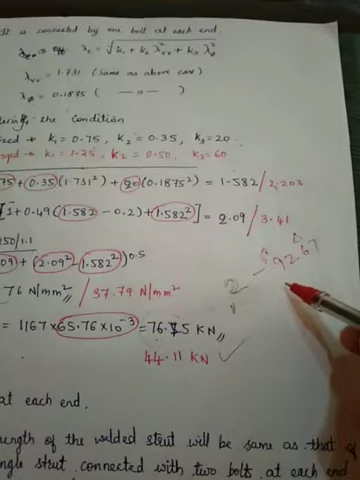 It is connected by one bolt at each end.
λe = √k1 + k2 λ²vv + k3 λ²φ
λvv = 1.731 (same as above case)
λφ = 0.1875 ( —— 11 —— )
the Condition
k1 = 0.75, k2 = 0.35, k3 = 20
k1 = 1.25, k2 = 0.50, k3 = 60
75 + 0.35(1.731²) + 20(0.1875²) = 1.582 / 2.203
[1 + 0.49(1.582 - 0.2) + 1.582²] = 2.09 / 3.41
250/1.1
09 + (2.09² - 1.582²)^0.5
76 N/mm² / 37.79 N/mm²
= 1167 × 65.76 × 10⁻³ = 76.75 KN
44.11 KN ✓
at each end.
of the welded strut will be same as that of
angle strut connected with two bolts at each end